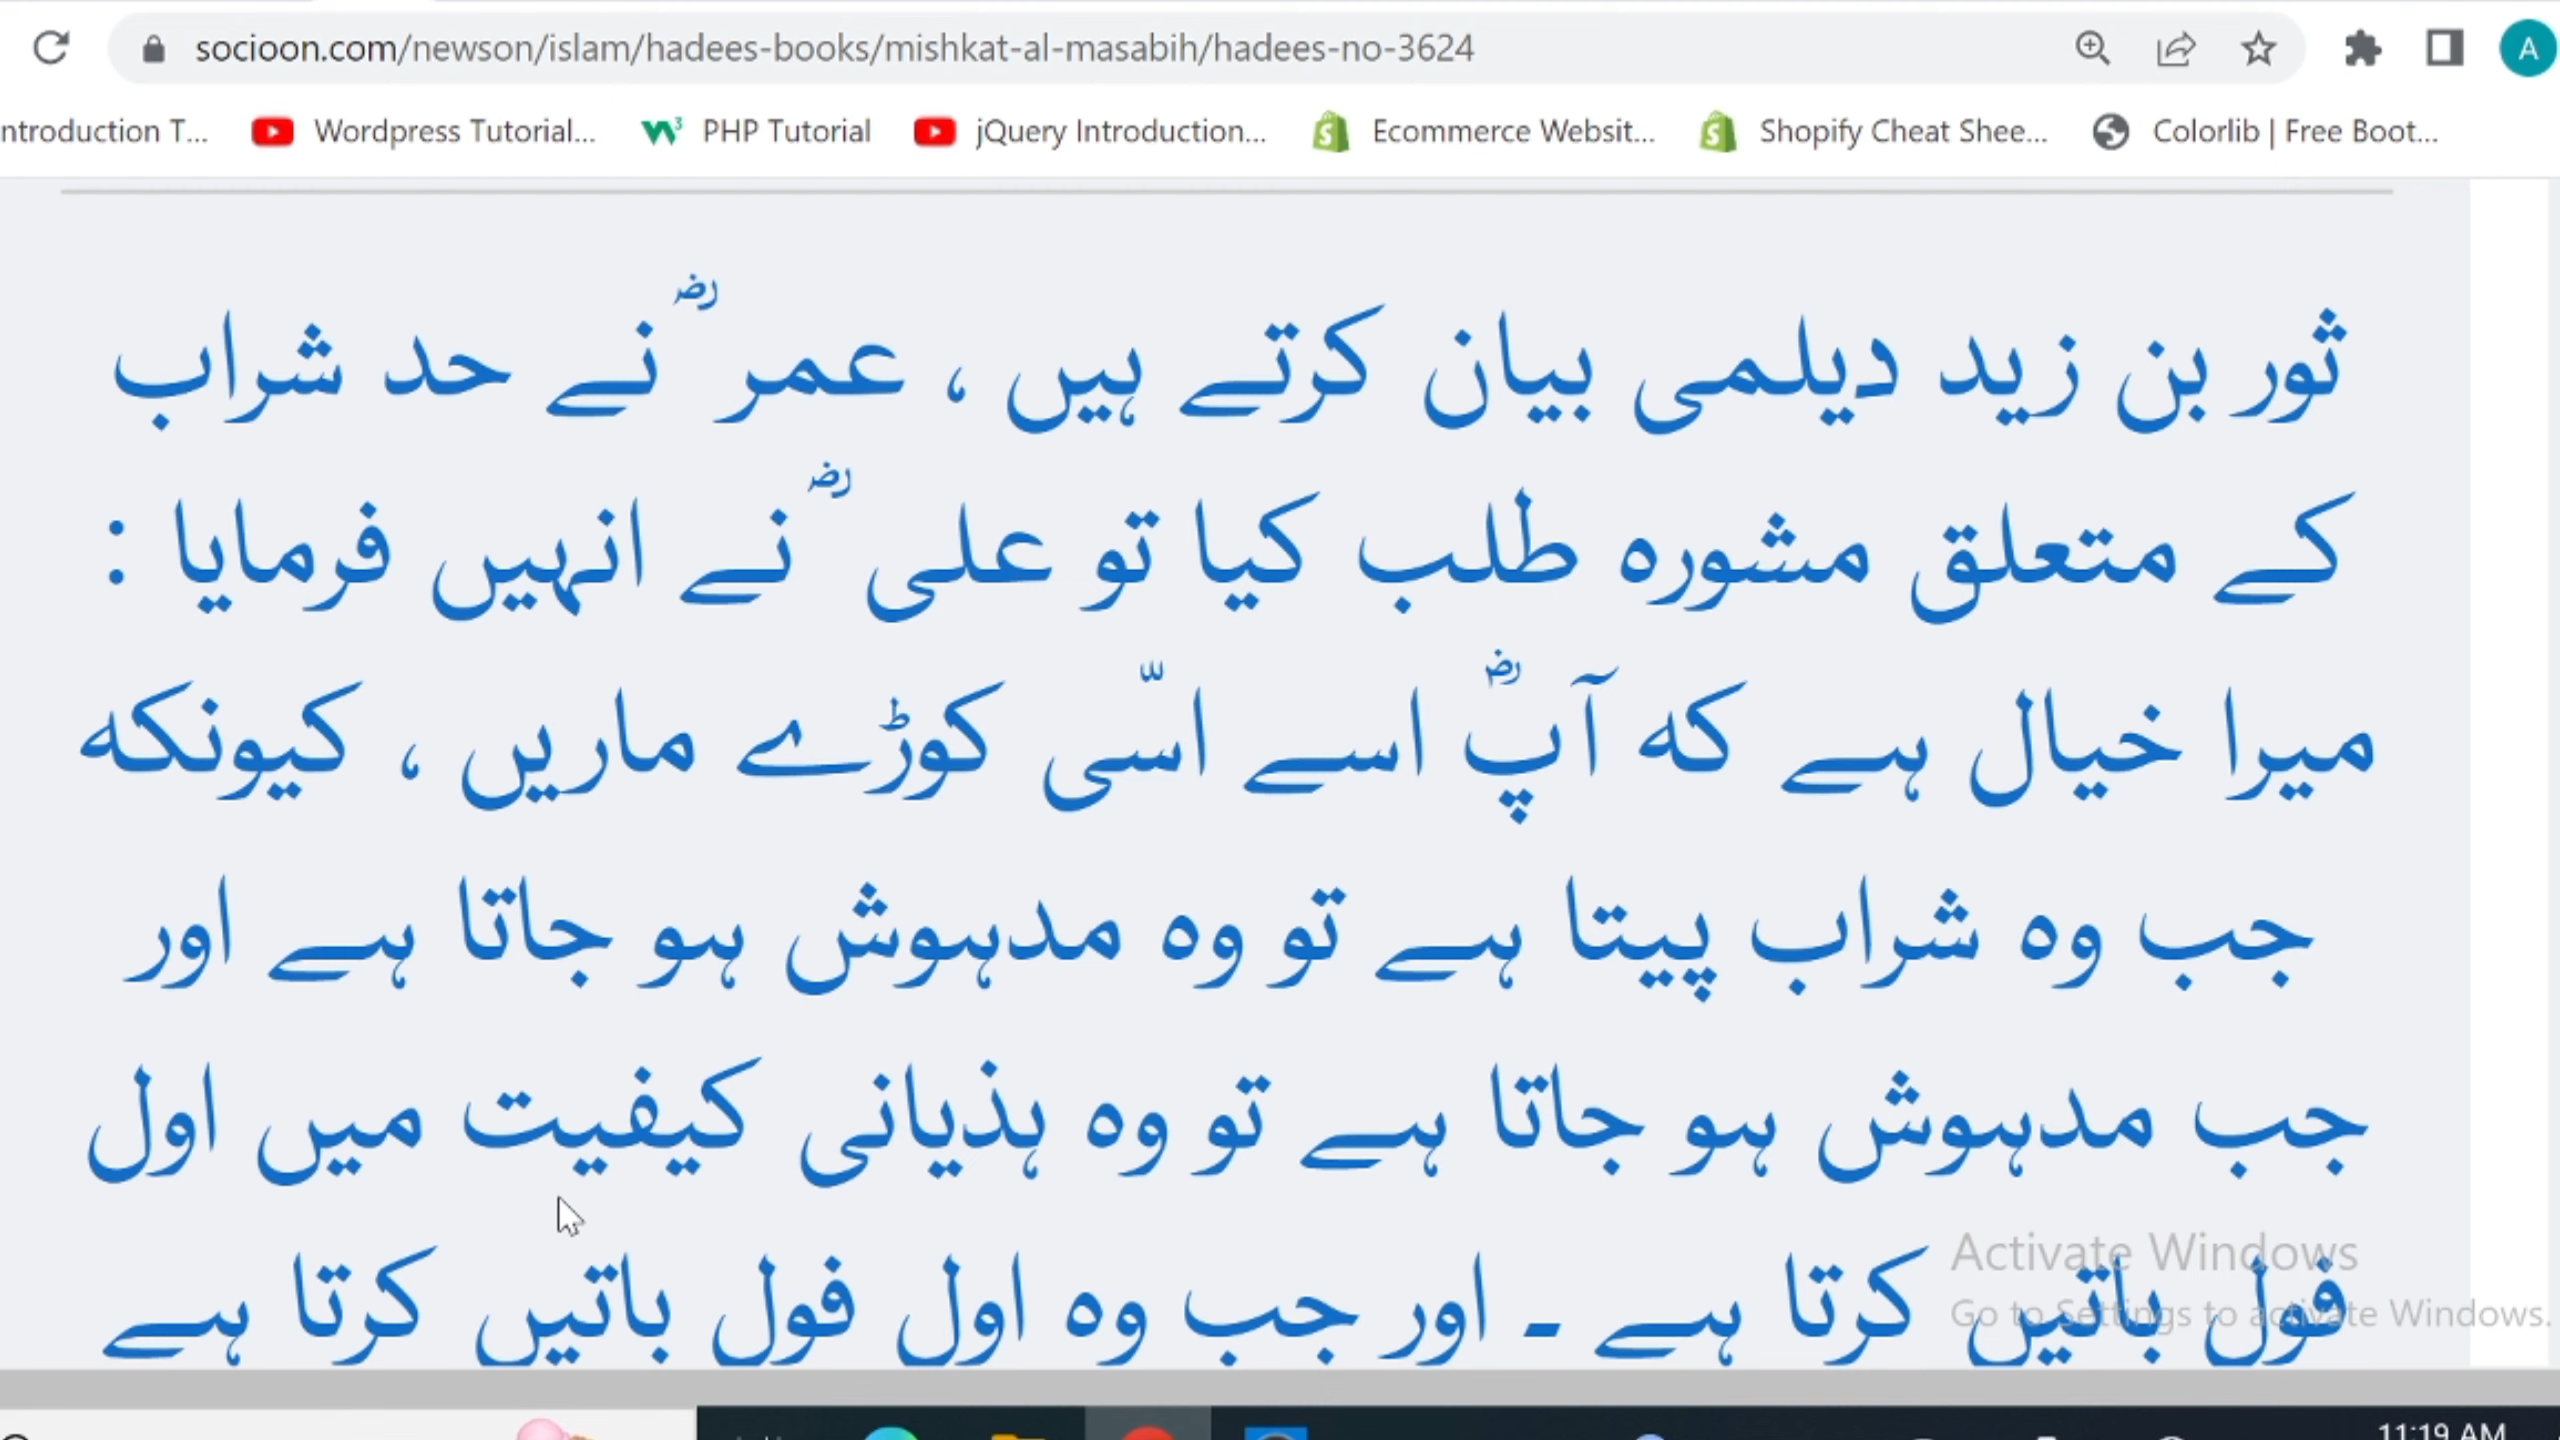 socioon.com/newson/islam/hadees-books/mishkat-al-masabih/hadees-no-3624
A
ntroduction T... Wordpress Tutorial... PHP Tutorial jQuery Introduction... Ecommerce Websit... Shopify Cheat Shee... Colorlib | Free Boot...
ثور بن زید دیلمی بیان کرتے ہیں ، عمر ؓ نے حد شراب
کے متعلق مشورہ طلب کیا تو علی ؓ نے انہیں فرمایا :
میرا خیال ہے کہ آپ ؓ اسے اسّی کوڑے ماریں ، کیونکہ
جب وہ شراب پیتا ہے تو وہ مدہوش ہو جاتا ہے اور
جب مدہوش ہو جاتا ہے تو وہ ہذیانی کیفیت میں اول
فول باتیں کرتا ہے ۔ اور جب وہ اول فول باتیں کرتا ہے
Activate Windows
Go to Settings to activate Windows.
11:19 AM